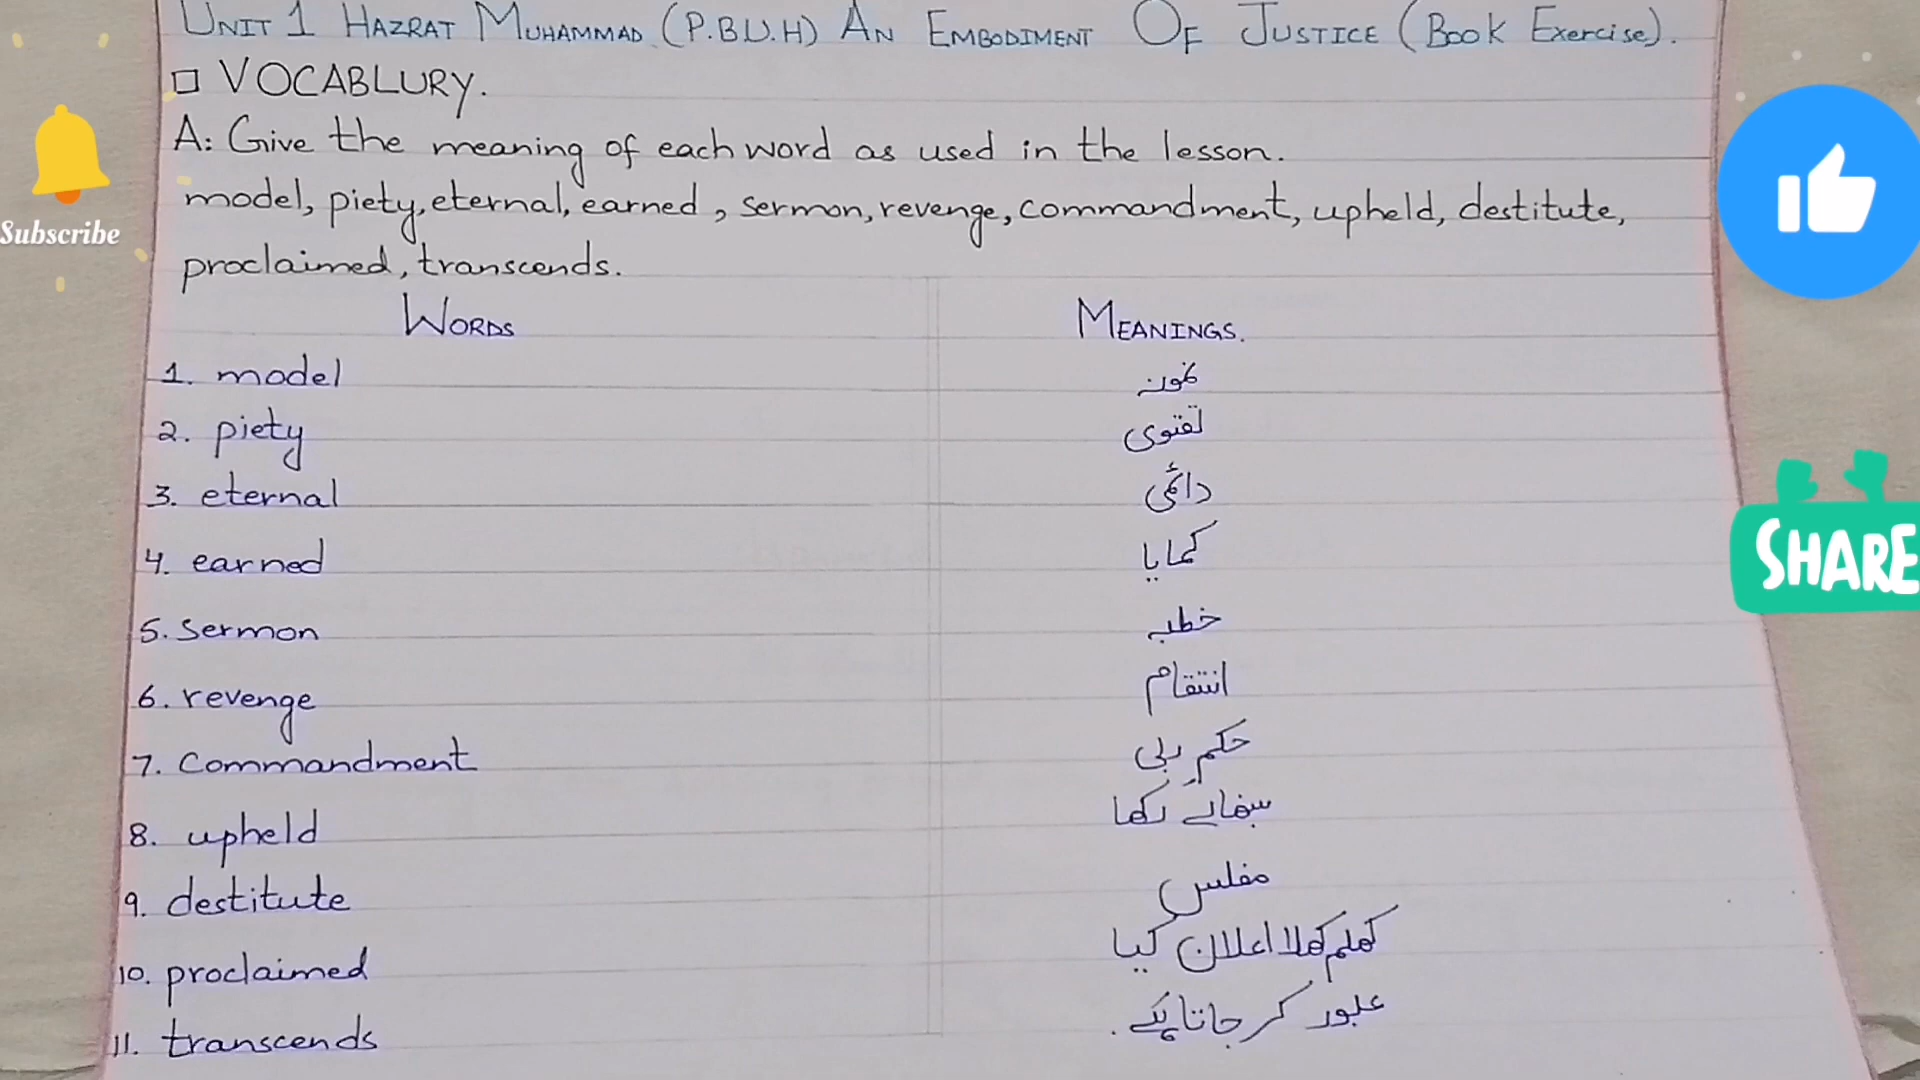 UNIT 1 HAZRAT MUHAMMAD (P.B.U.H) AN EMBODIMENT OF JUSTICE (Book Exercise).
□ VOCABLURY.
A: Give the meaning of each word as used in the lesson.
model, piety, eternal, earned, sermon, revenge, commandment, upheld, destitute,
proclaimed, transcends.
WORDS MEANINGS.
1. model نمونہ
2. piety تقتوی
3. eternal دائمی
4. earned کمایا
5. sermon خطبہ
6. revenge انتقام
7. Commandment حکمِ
8. upheld رکھا
9. destitute مفلس
10. proclaimed کھلم کھلا اعلان کیا
11. transcends عبور کر جاتا ہے.
Subscribe
SHARE